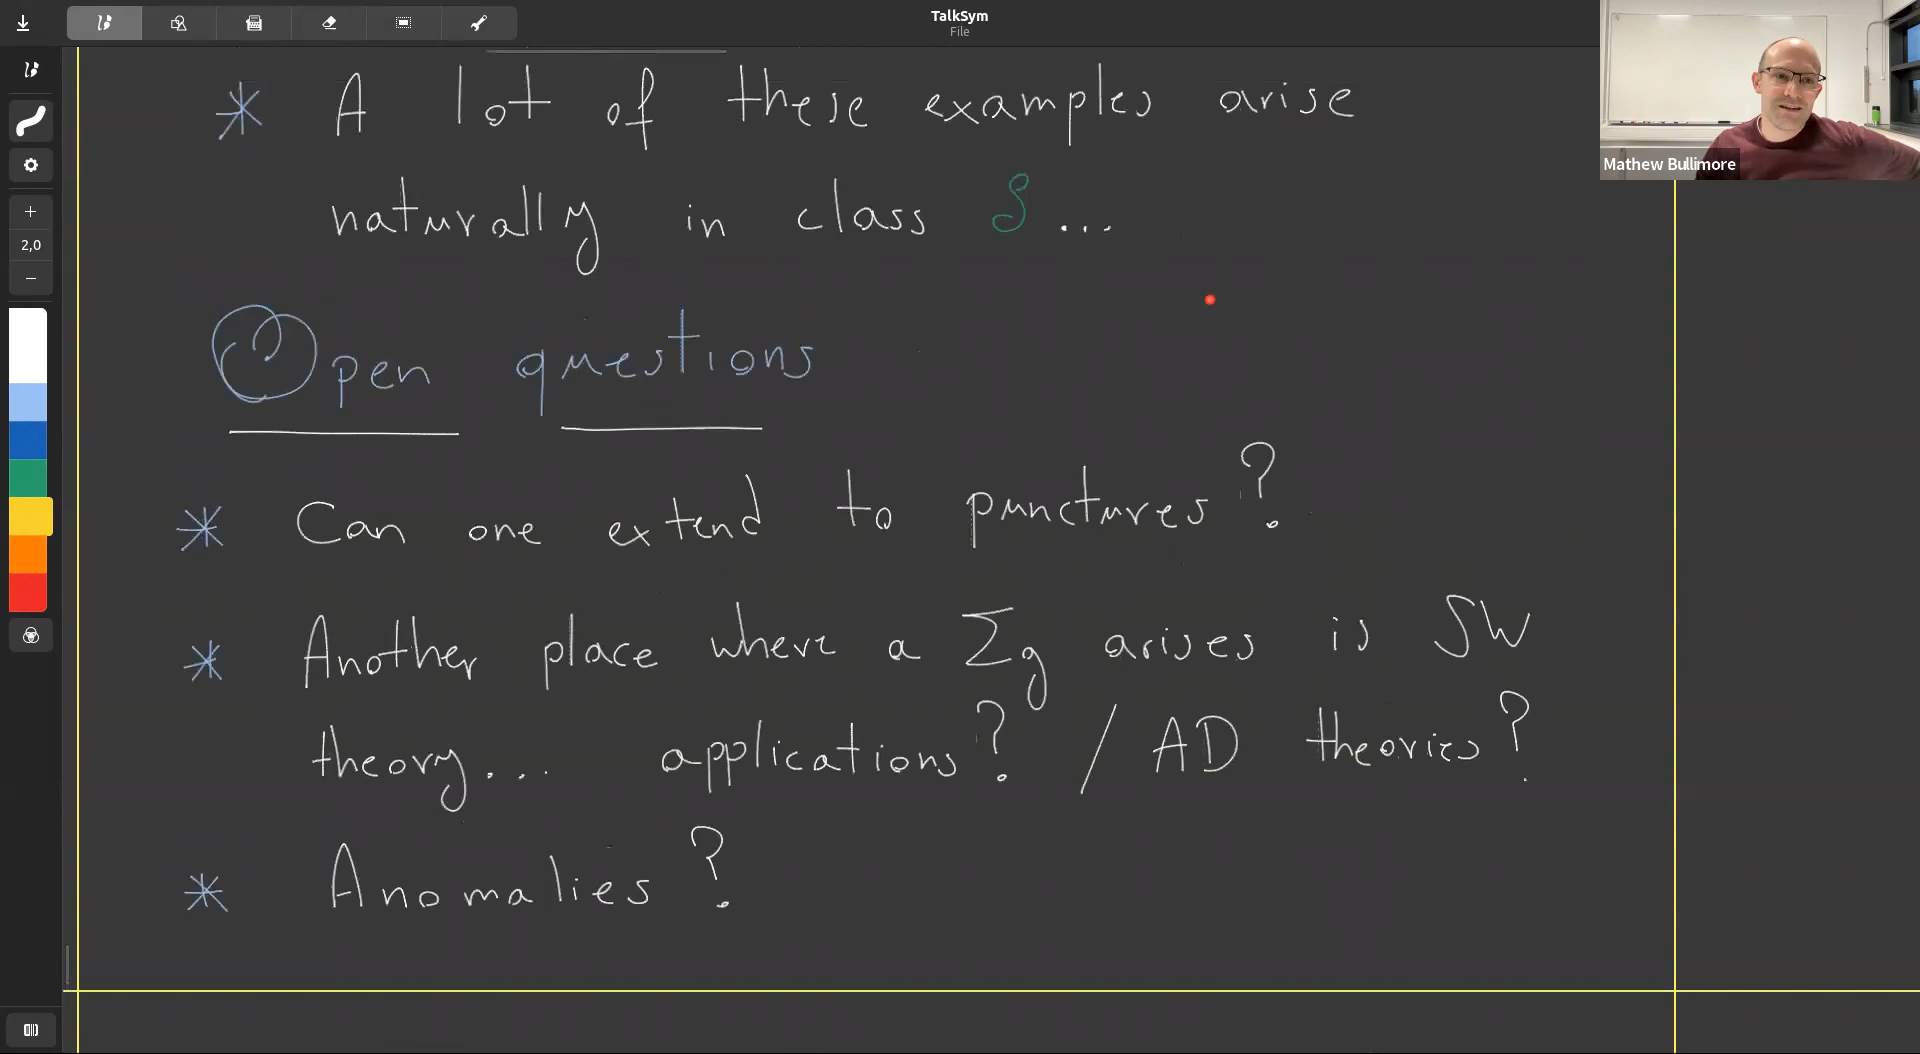 TalkSym
File
Mathew Bullimore
2,0
* A lot of these examples arise
naturally in class S...
Open questions
* Can one extend to punctures?
* Another place where a Σg arises is SW
theory... applications? / AD theories?
* Anomalies?